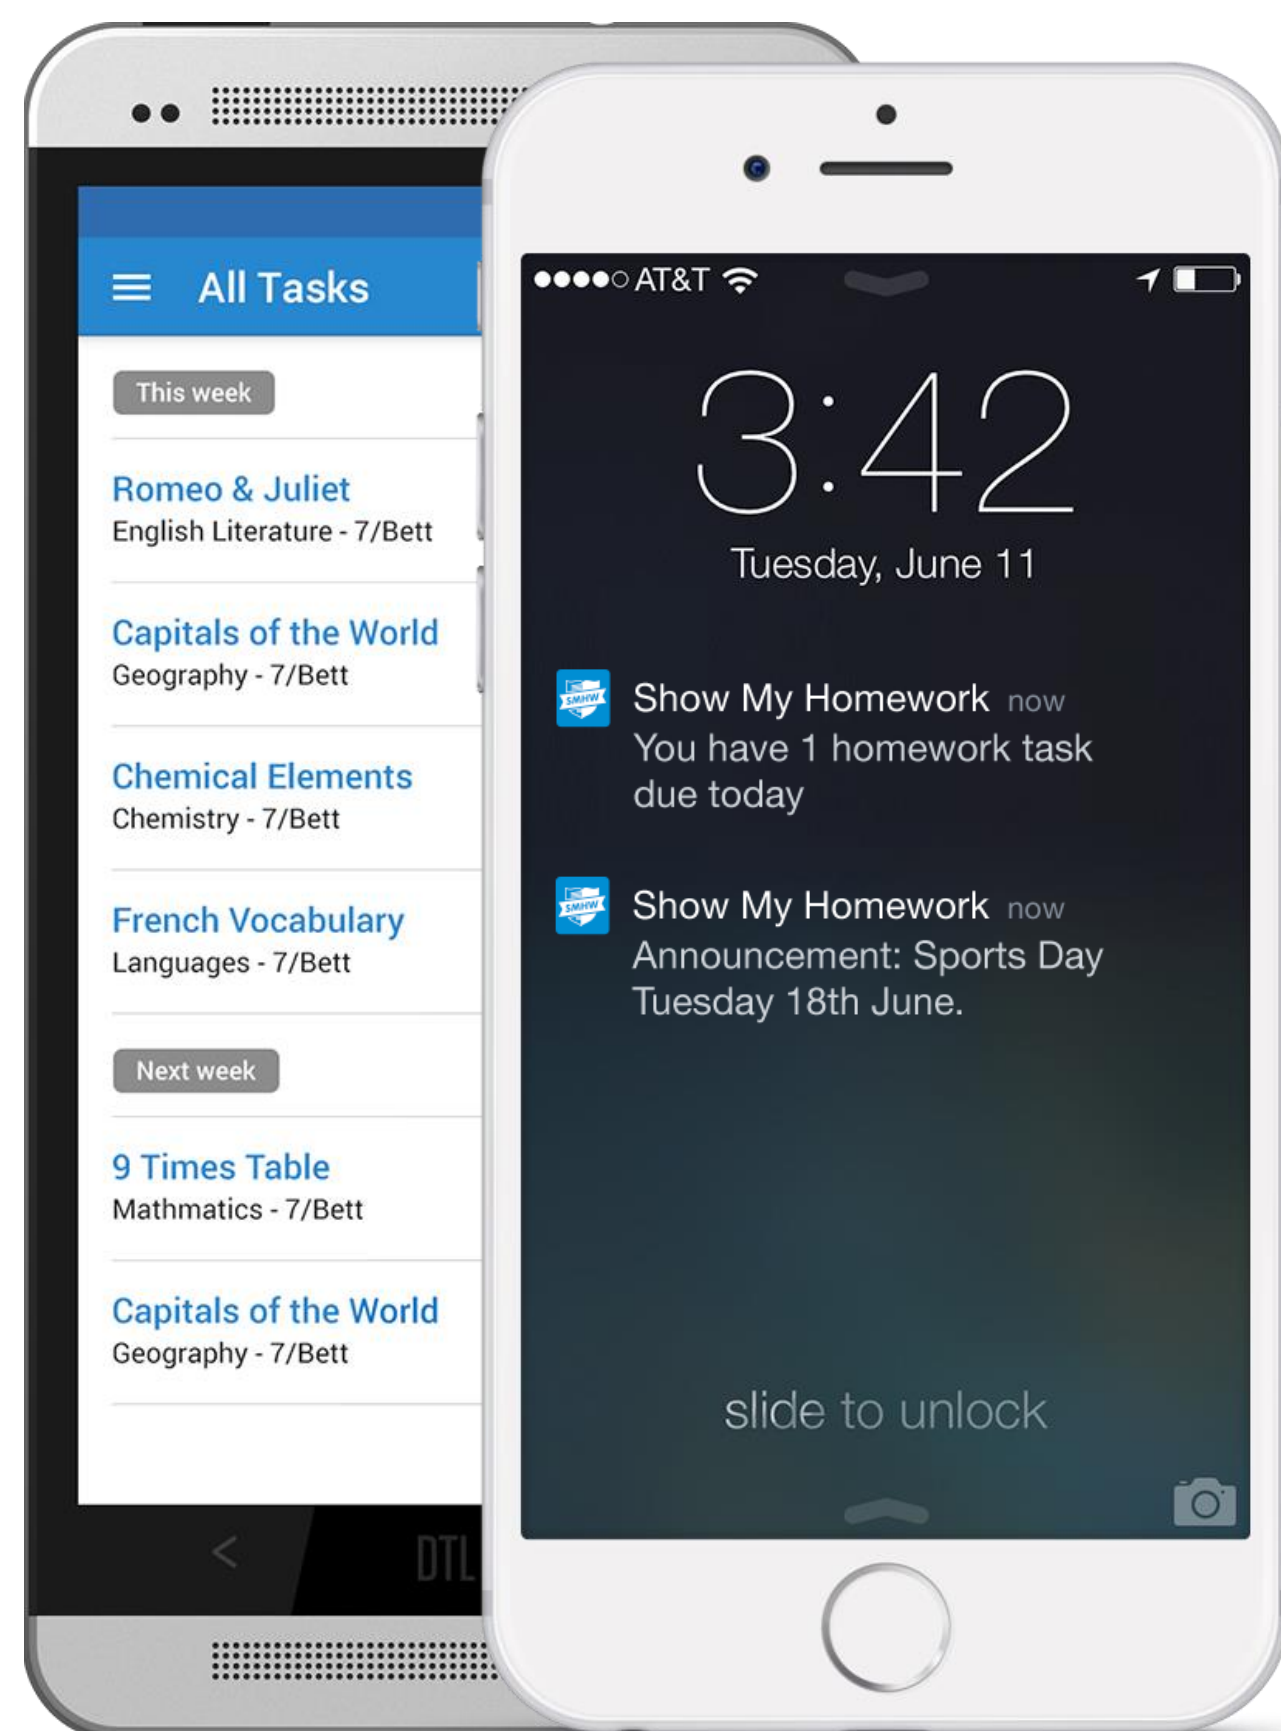 All Tasks
This week
Romeo & Juliet
English Literature - 7/Bett
Capitals of the World
Geography - 7/Bett
Chemical Elements
Chemistry - 7/Bett
French Vocabulary
Languages - 7/Bett
Next week
9 Times Table
Mathmatics - 7/Bett
Capitals of the World
Geography - 7/Bett
DTL
AT&T
3:42
Tuesday, June 11
SMHW
Show My Homework now
You have 1 homework task
due today
SMHW
Show My Homework now
Announcement: Sports Day
Tuesday 18th June.
slide to unlock